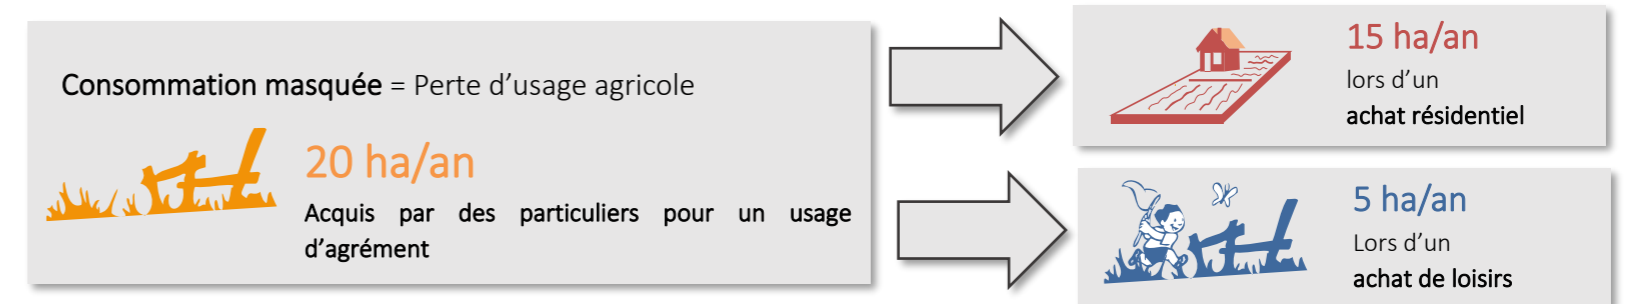 Consommation masquée = Perte d'usage agricole
20 ha/an
Acquis par des particuliers pour un usage
d'agrément
15 ha/an
lors d'un
achat résidentiel
5 ha/an
Lors d'un
achat de loisirs